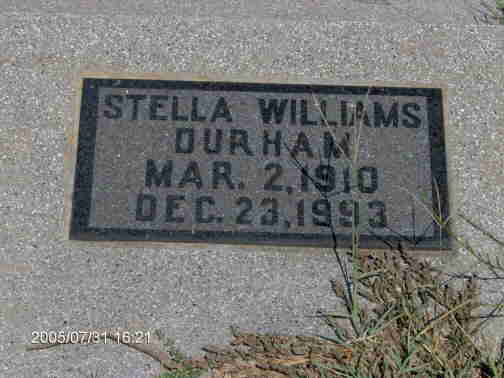 STELLA WILLIAMS
DURHAM
MAR. 2, 1910
DEC. 23, 1993
2005/07/31 16:21